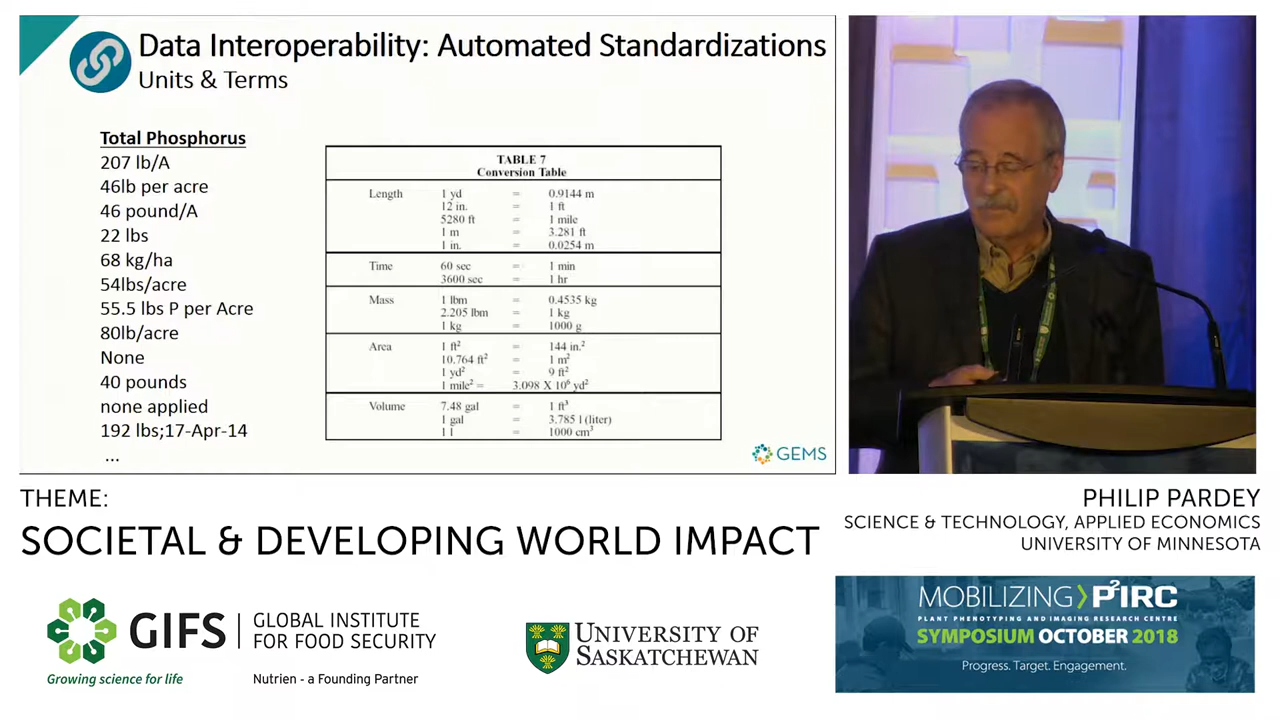 Data Interoperability: Automated Standardizations
Units & Terms
Total Phosphorus
207 lb/A
46lb per acre
46 pound/A
22 lbs
68 kg/ha
54lbs/acre
55.5 lbs P per Acre
80lb/acre
None
40 pounds
none applied
192 lbs;17-Apr-14
...
TABLE 7
Conversion Table
Length 1 yd = 0.9144 m
12 in. = 1 ft
5280 ft = 1 mile
1 m = 3.281 ft
1 in. = 0.0254 m
Time 60 sec = 1 min
3600 sec = 1 hr
Mass 1 lbm = 0.4535 kg
2.205 lbm = 1 kg
1 kg = 1000 g
Area 1 ft² = 144 in.²
10.764 ft² = 1 m²
1 yd² = 9 ft²
1 mile² = 3.098 X 10⁶ yd²
Volume 7.48 gal = 1 ft³
1 gal = 3.785 l (liter)
1 l = 1000 cm³
GEMS
THEME:
SOCIETAL & DEVELOPING WORLD IMPACT
PHILIP PARDEY
SCIENCE & TECHNOLOGY, APPLIED ECONOMICS
UNIVERSITY OF MINNESOTA
GIFS
GLOBAL INSTITUTE
FOR FOOD SECURITY
Growing science for life
Nutrien - a Founding Partner
UNIVERSITY OF
SASKATCHEWAN
MOBILIZING P²IRC
PLANT PHENOTYPING AND IMAGING RESEARCH CENTRE
SYMPOSIUM OCTOBER 2018
Progress. Target. Engagement.